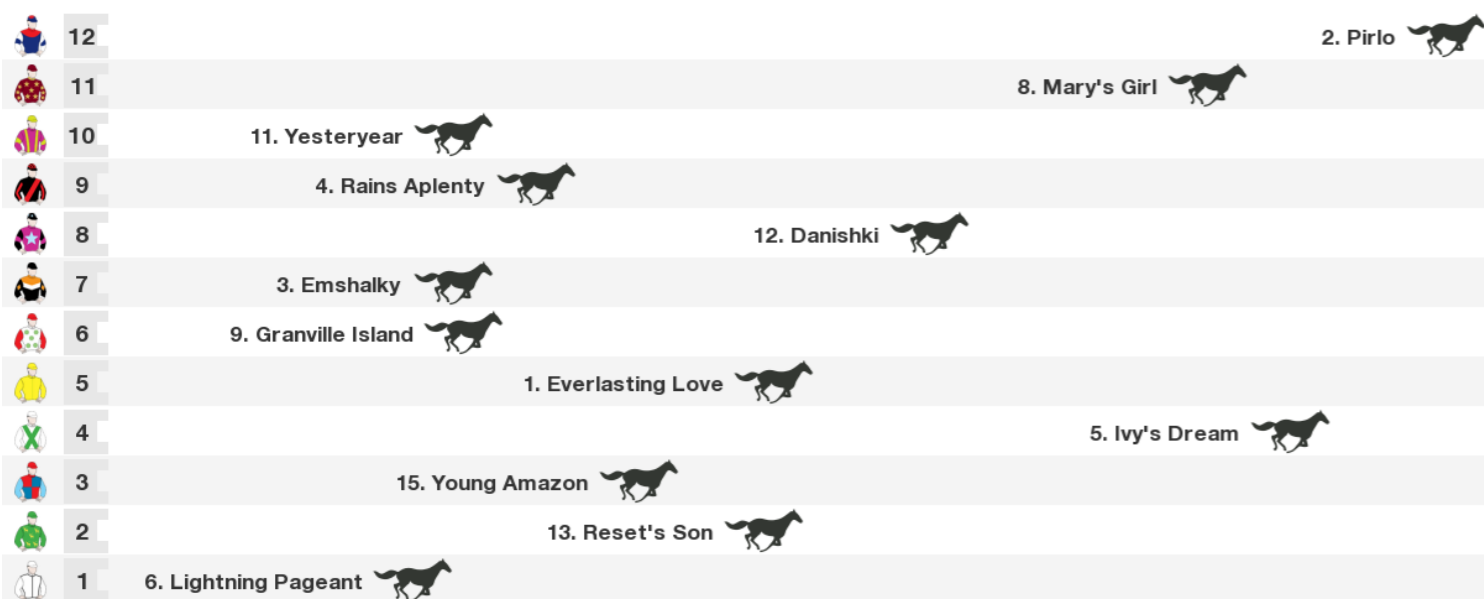 12 2. Pirlo
11 8. Mary's Girl
10 11. Yesteryear
9 4. Rains Aplenty
8 12. Danishki
7 3. Emshalky
6 9. Granville Island
5 1. Everlasting Love
4 5. Ivy's Dream
3 15. Young Amazon
2 13. Reset's Son
1 6. Lightning Pageant